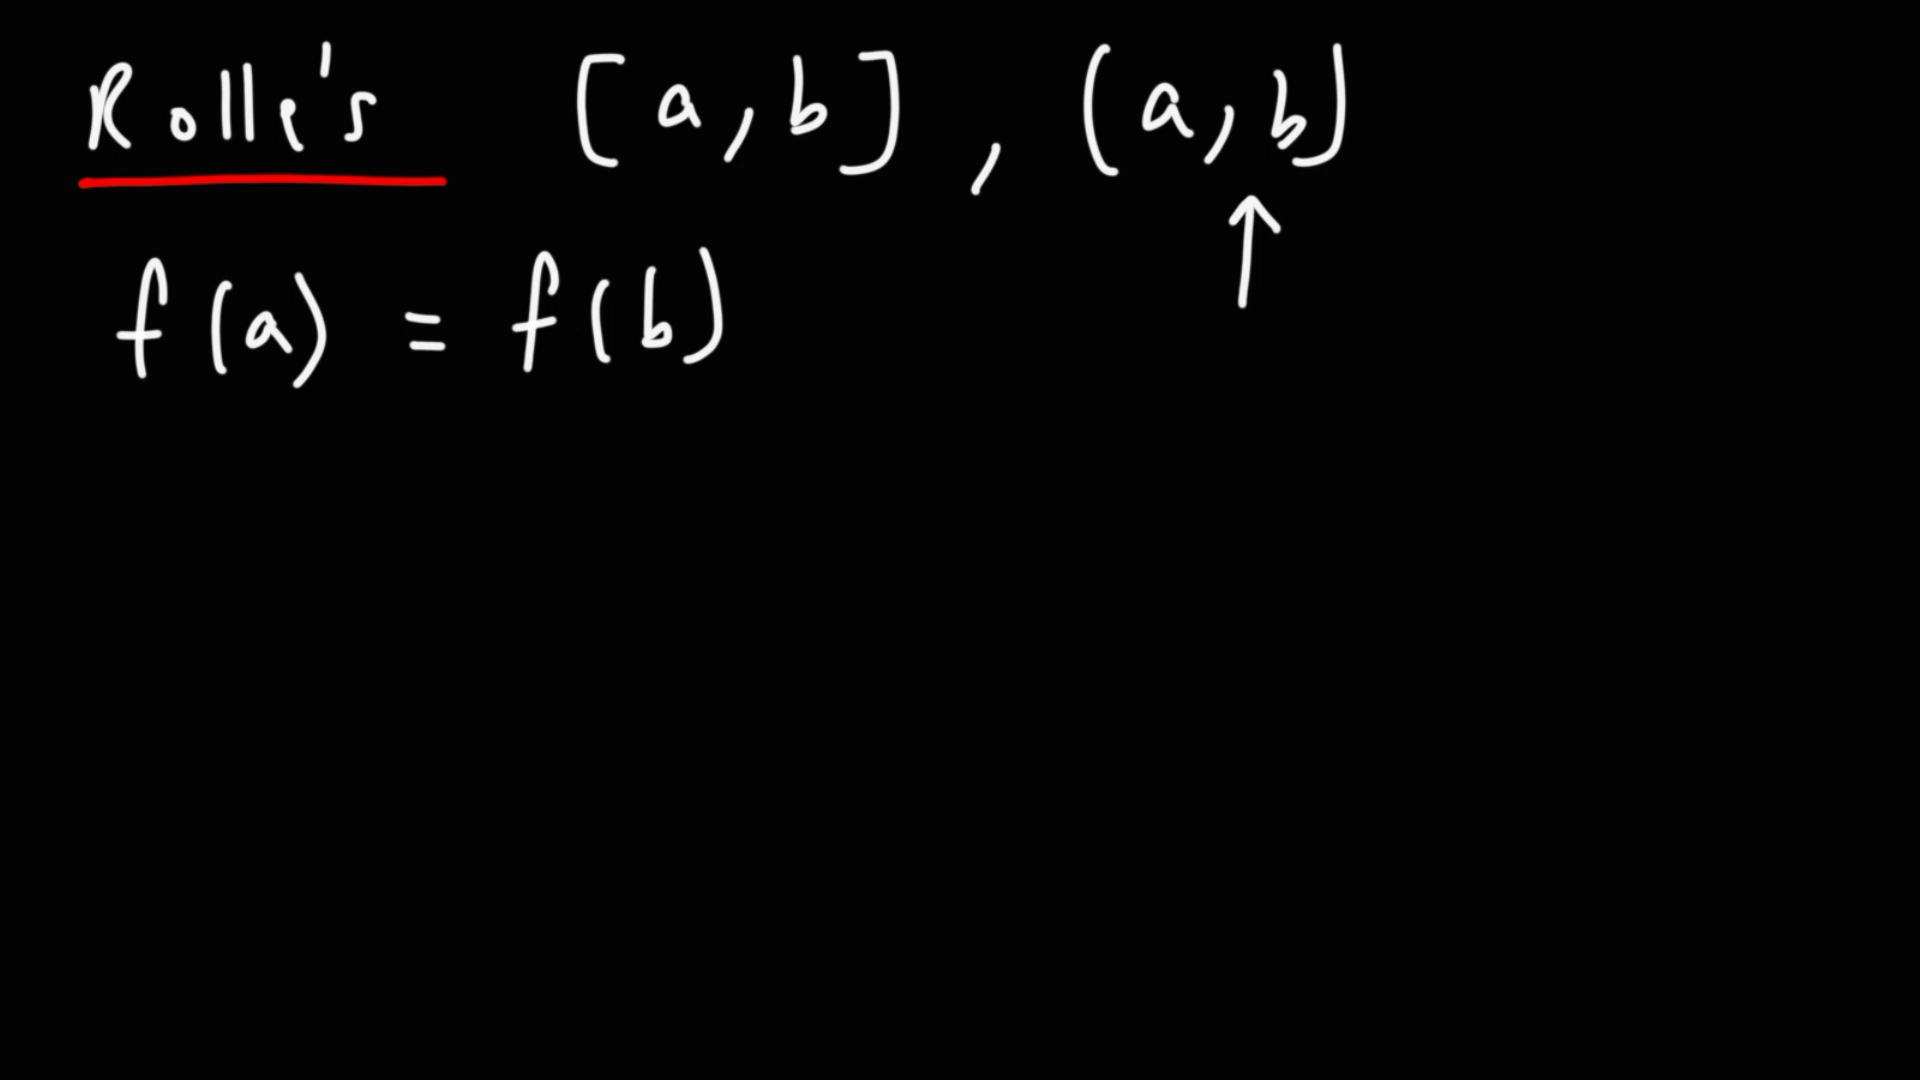 Rolle's [a, b], (a, b)
f(a) = f(b)